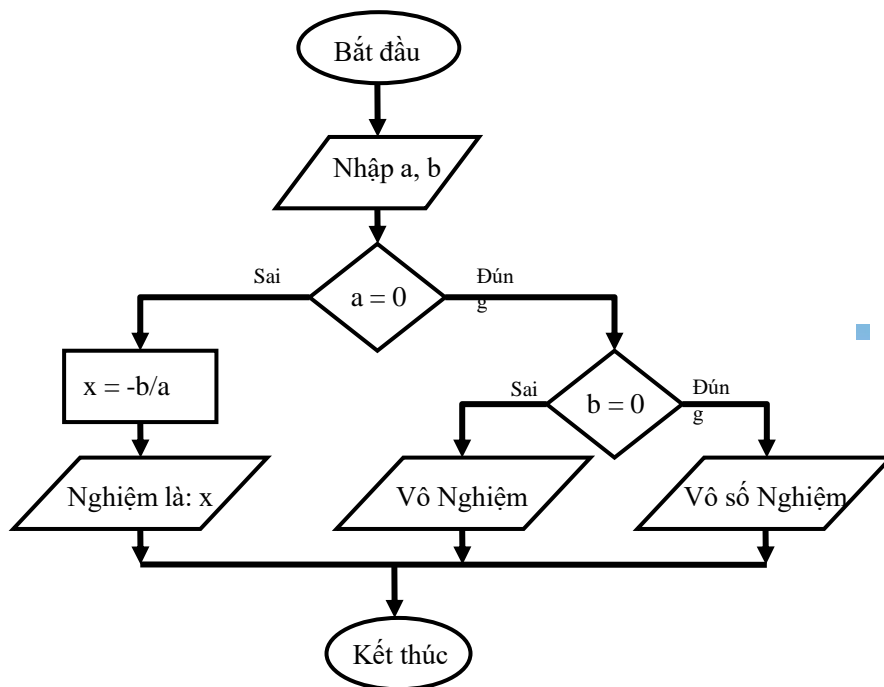 Bắt đầu
Nhập a, b
Sai
Đún
g
a = 0
x = -b/a
Sai
Đún
g
b = 0
Nghiệm là: x
Vô Nghiệm
Vô số Nghiệm
Kết thúc